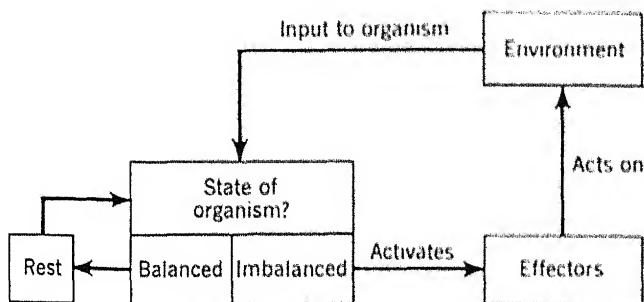 Input to organism
Environment
State of
organism?
Acts on
Rest
Balanced
Imbalanced
Activates
Effectors